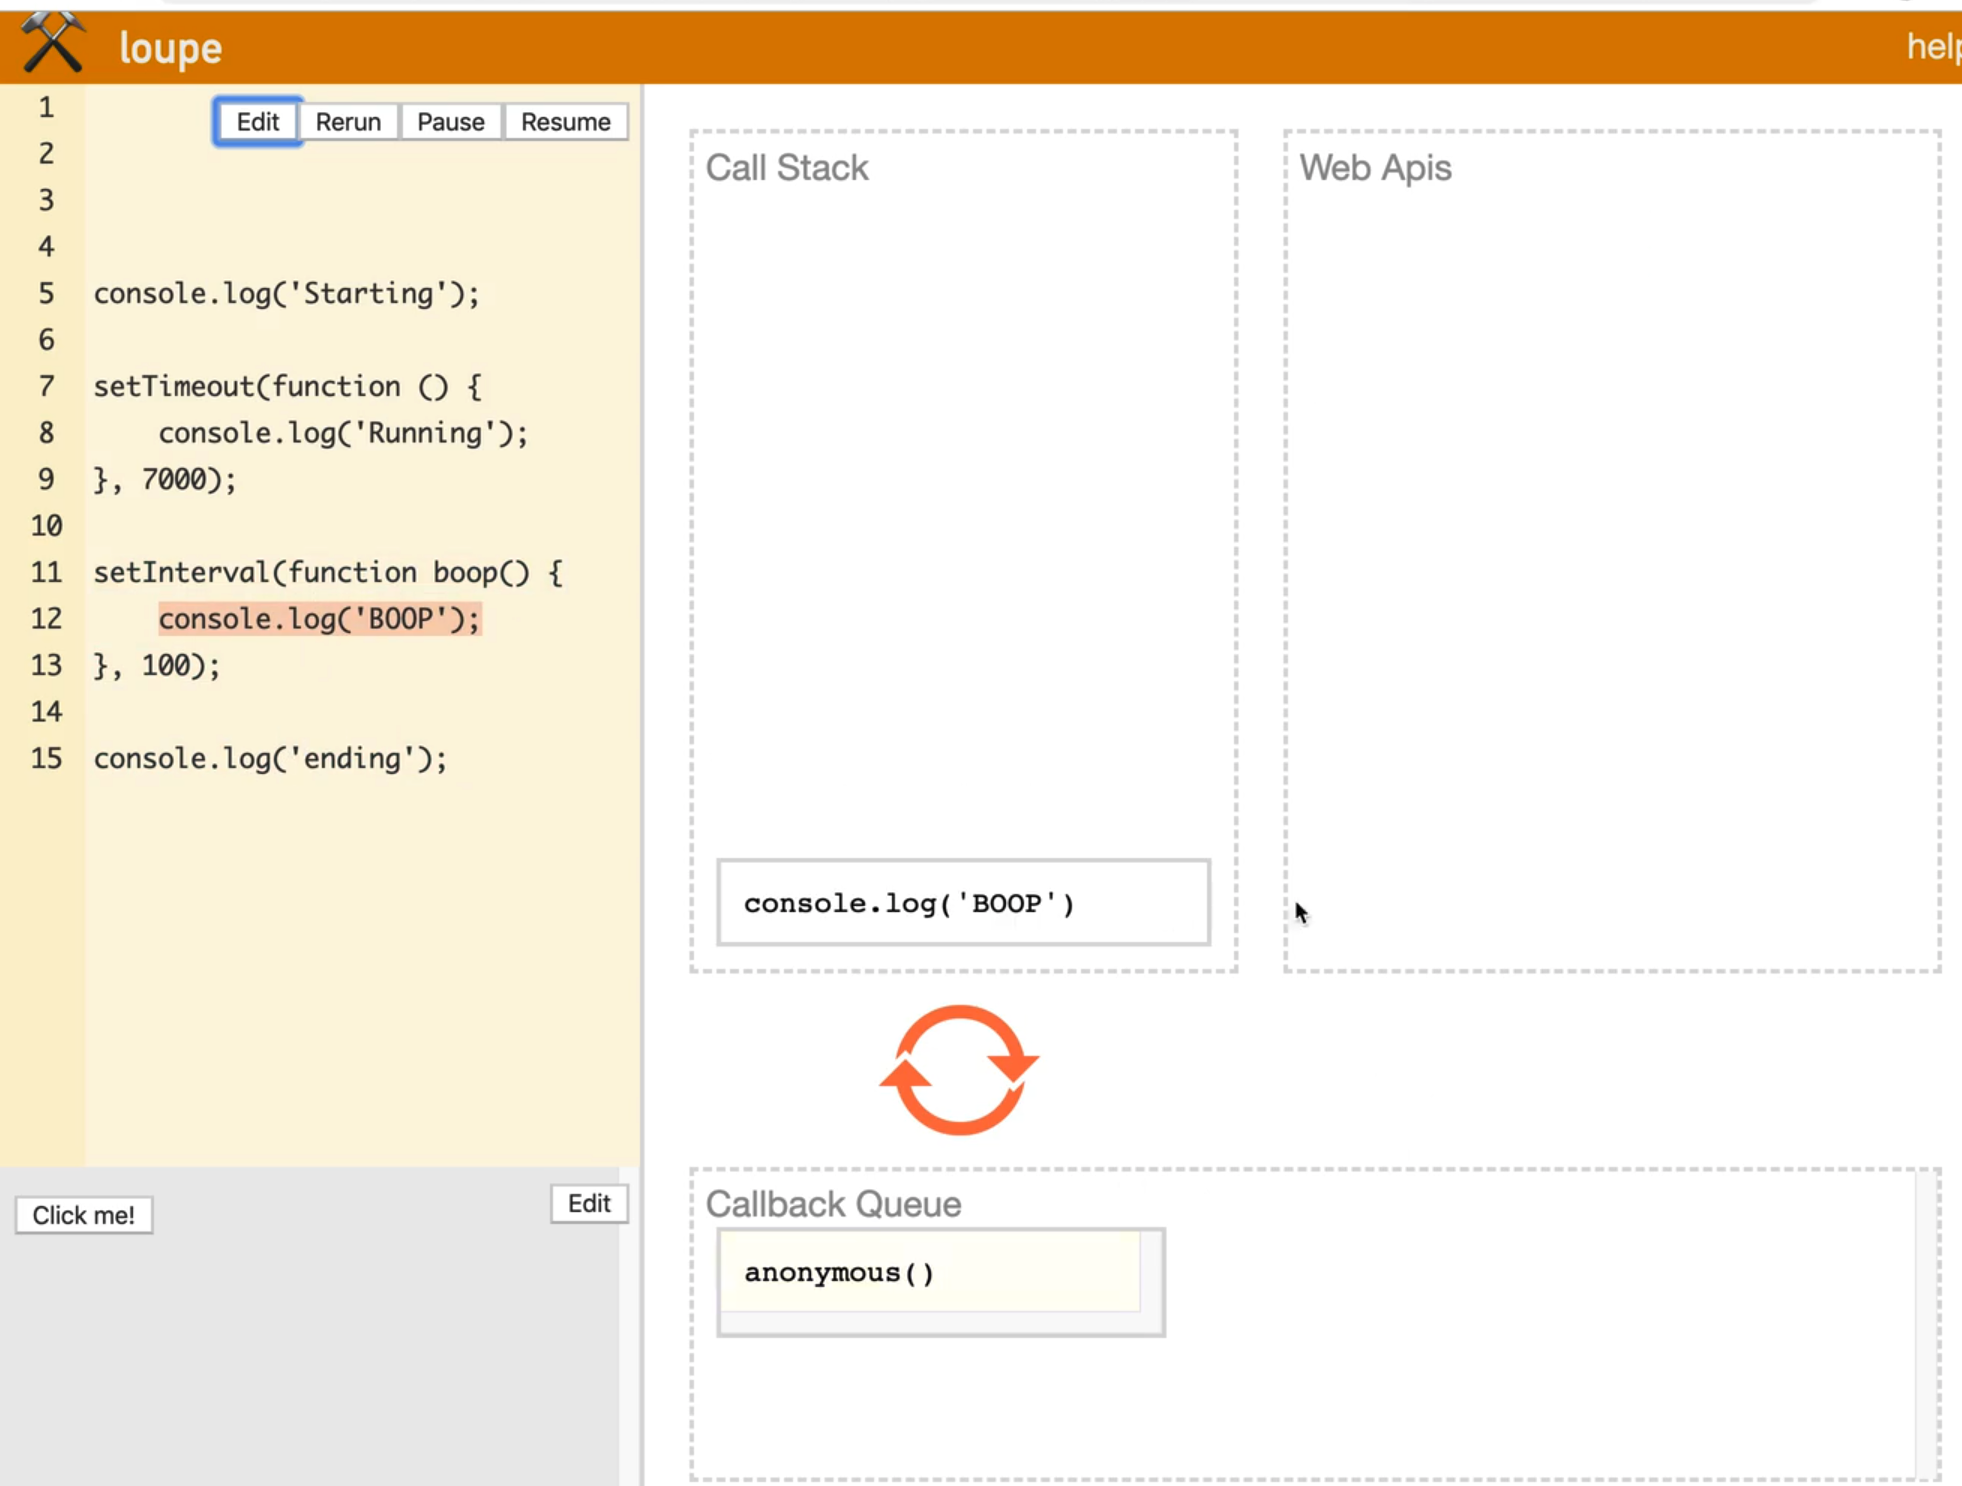 loupe
help
Edit Rerun Pause Resume
1
2
3
4
5 console.log('Starting');
6
7 setTimeout(function () {
8 console.log('Running');
9 }, 7000);
10
11 setInterval(function boop() {
12 console.log('BOOP');
13 }, 100);
14
15 console.log('ending');
Click me!
Edit
Call Stack
console.log('BOOP')
Web Apis
Callback Queue
anonymous()